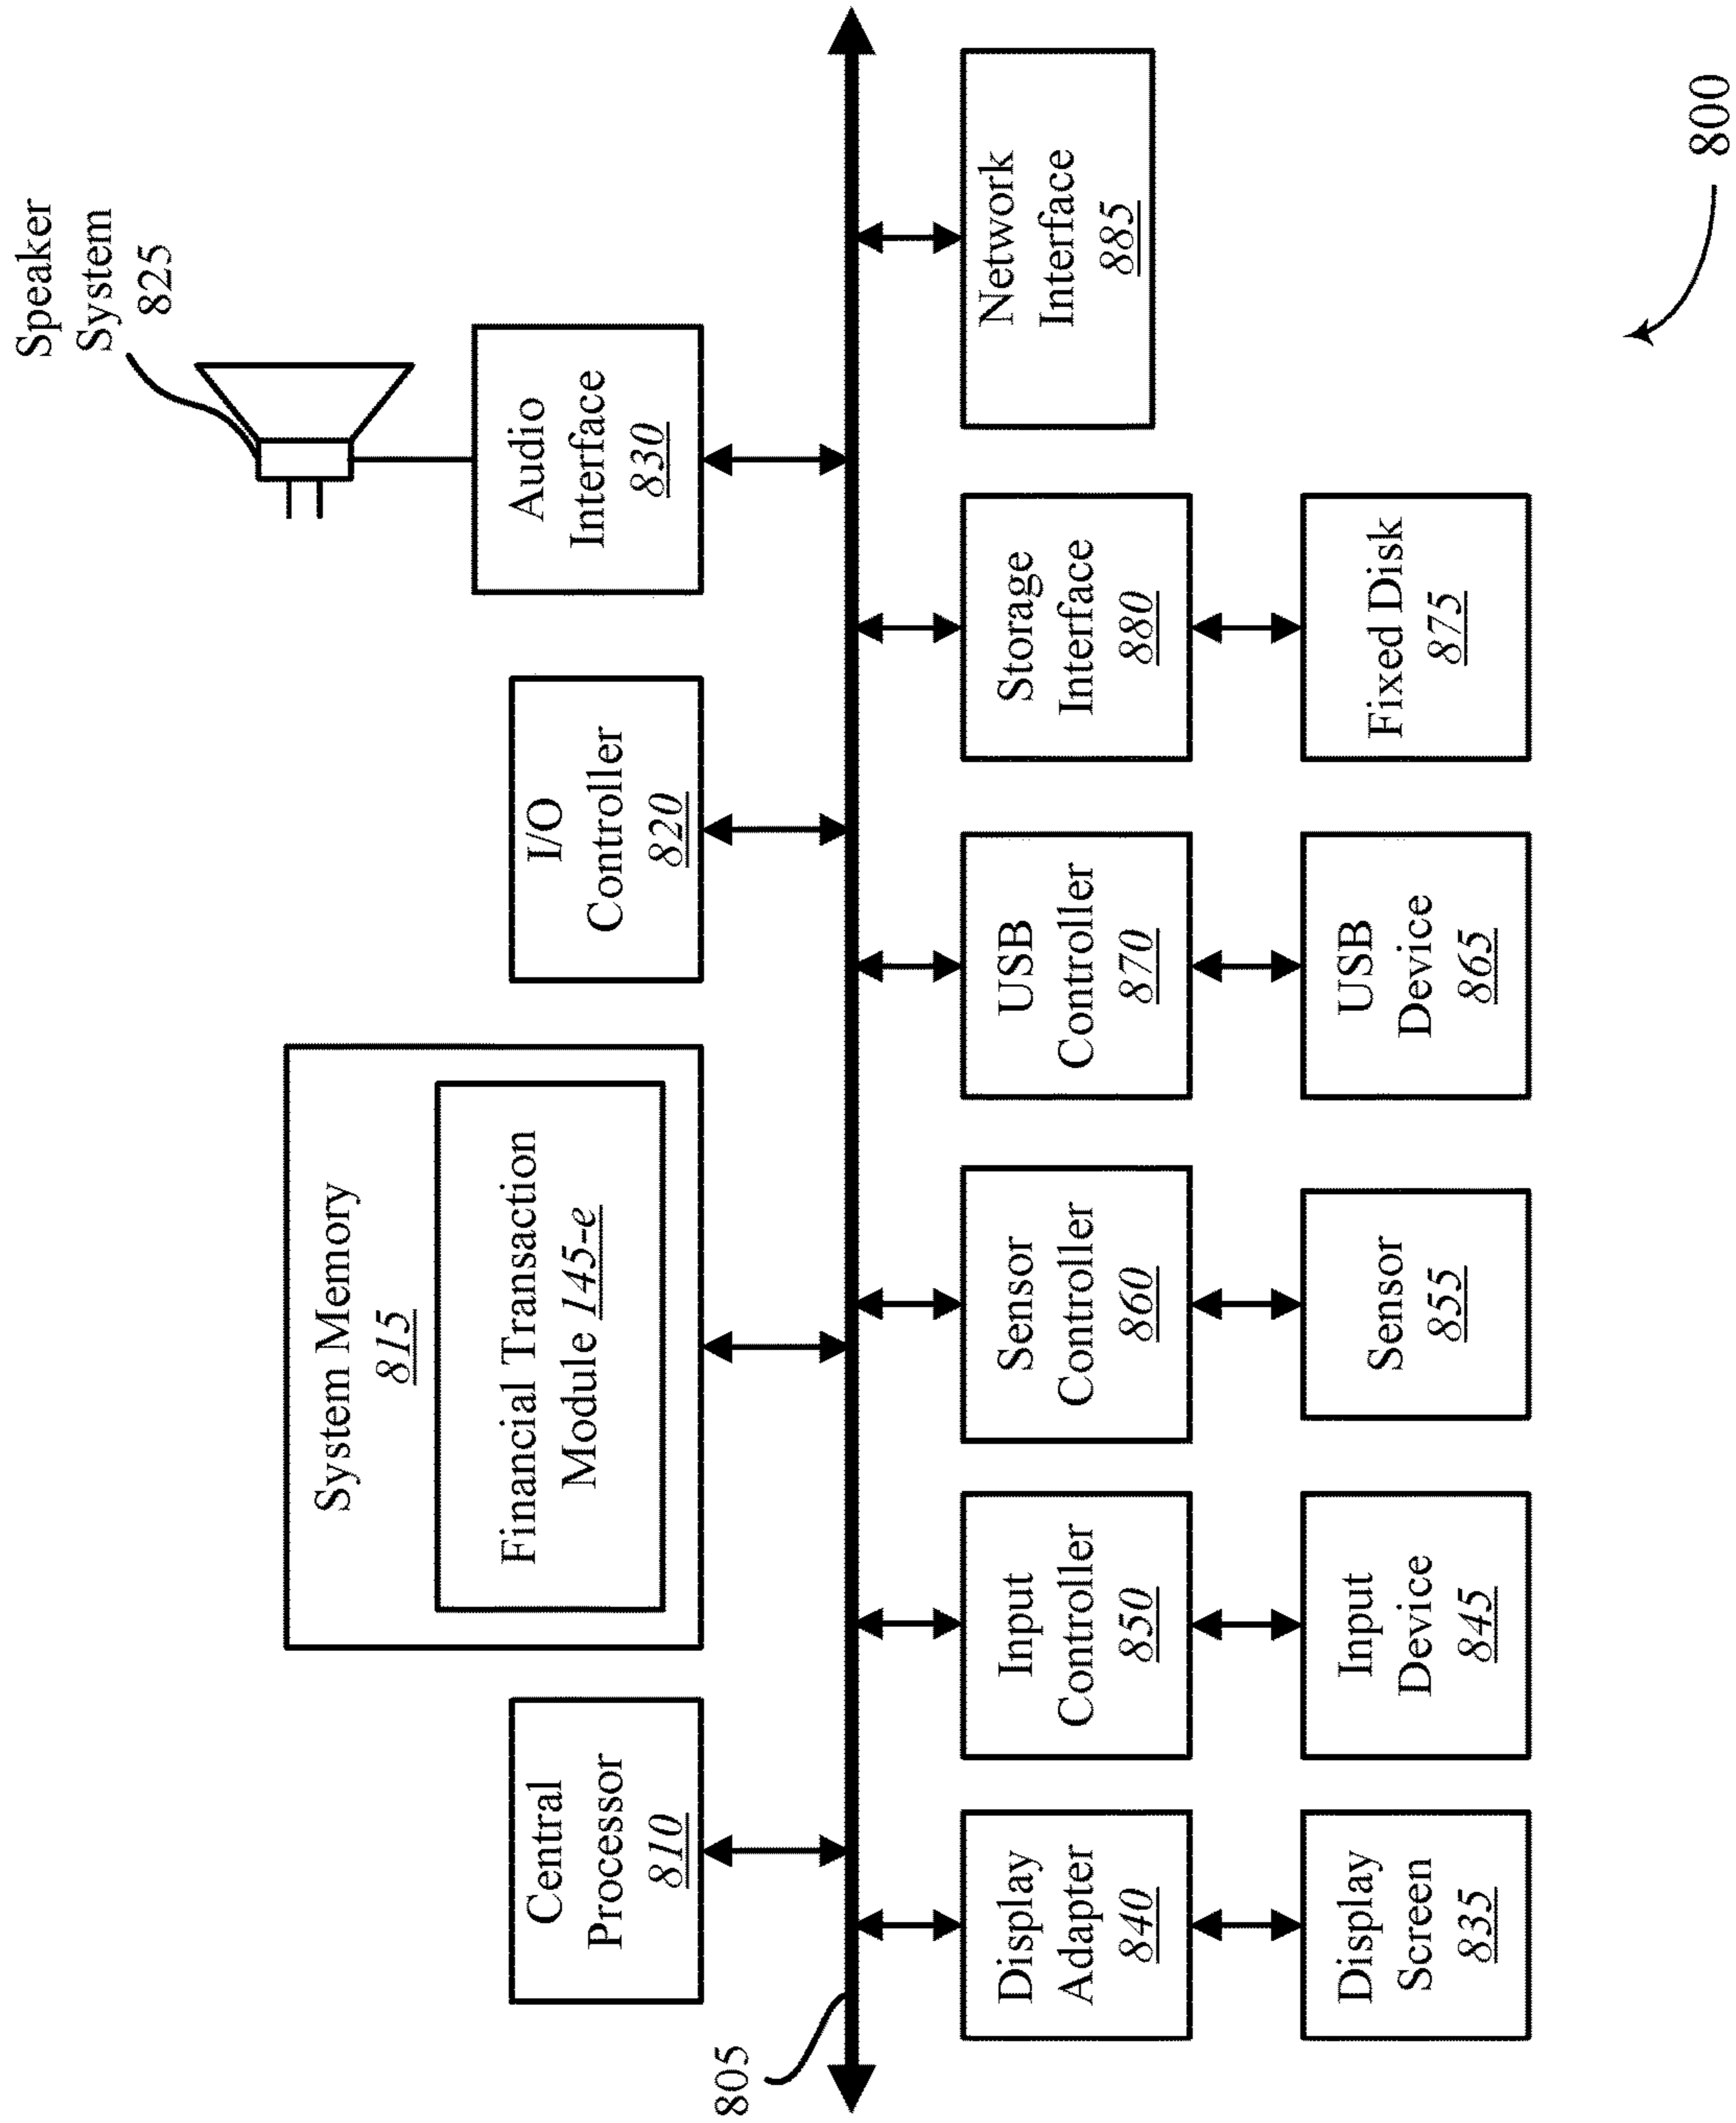 Speaker
System
825
Central
Processor
810
System Memory
815
Financial Transaction
Module 145-e
I/O
Controller
820
Audio
Interface
830
805
Display
Adapter
840
Input
Controller
850
Sensor
Controller
860
USB
Controller
870
Storage
Interface
880
Network
Interface
885
Display
Screen
835
Input
Device
845
Sensor
855
USB
Device
865
Fixed Disk
875
800